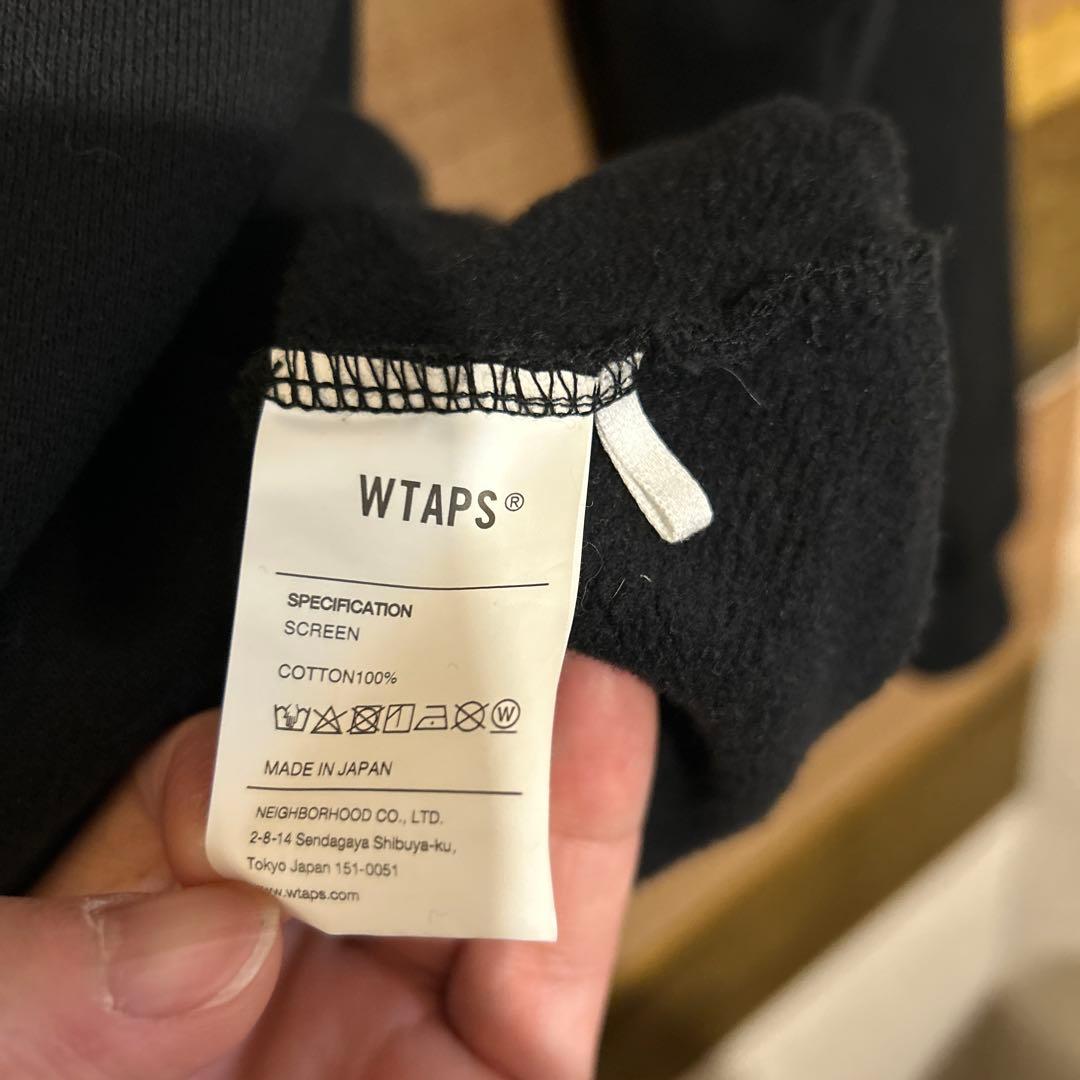 WTAPS®
SPECIFICATION
SCREEN
COTTON100%
W
MADE IN JAPAN
NEIGHBORHOOD CO., LTD.
2-8-14 Sendagaya Shibuya-ku,
Tokyo Japan 151-0051
www.wtaps.com